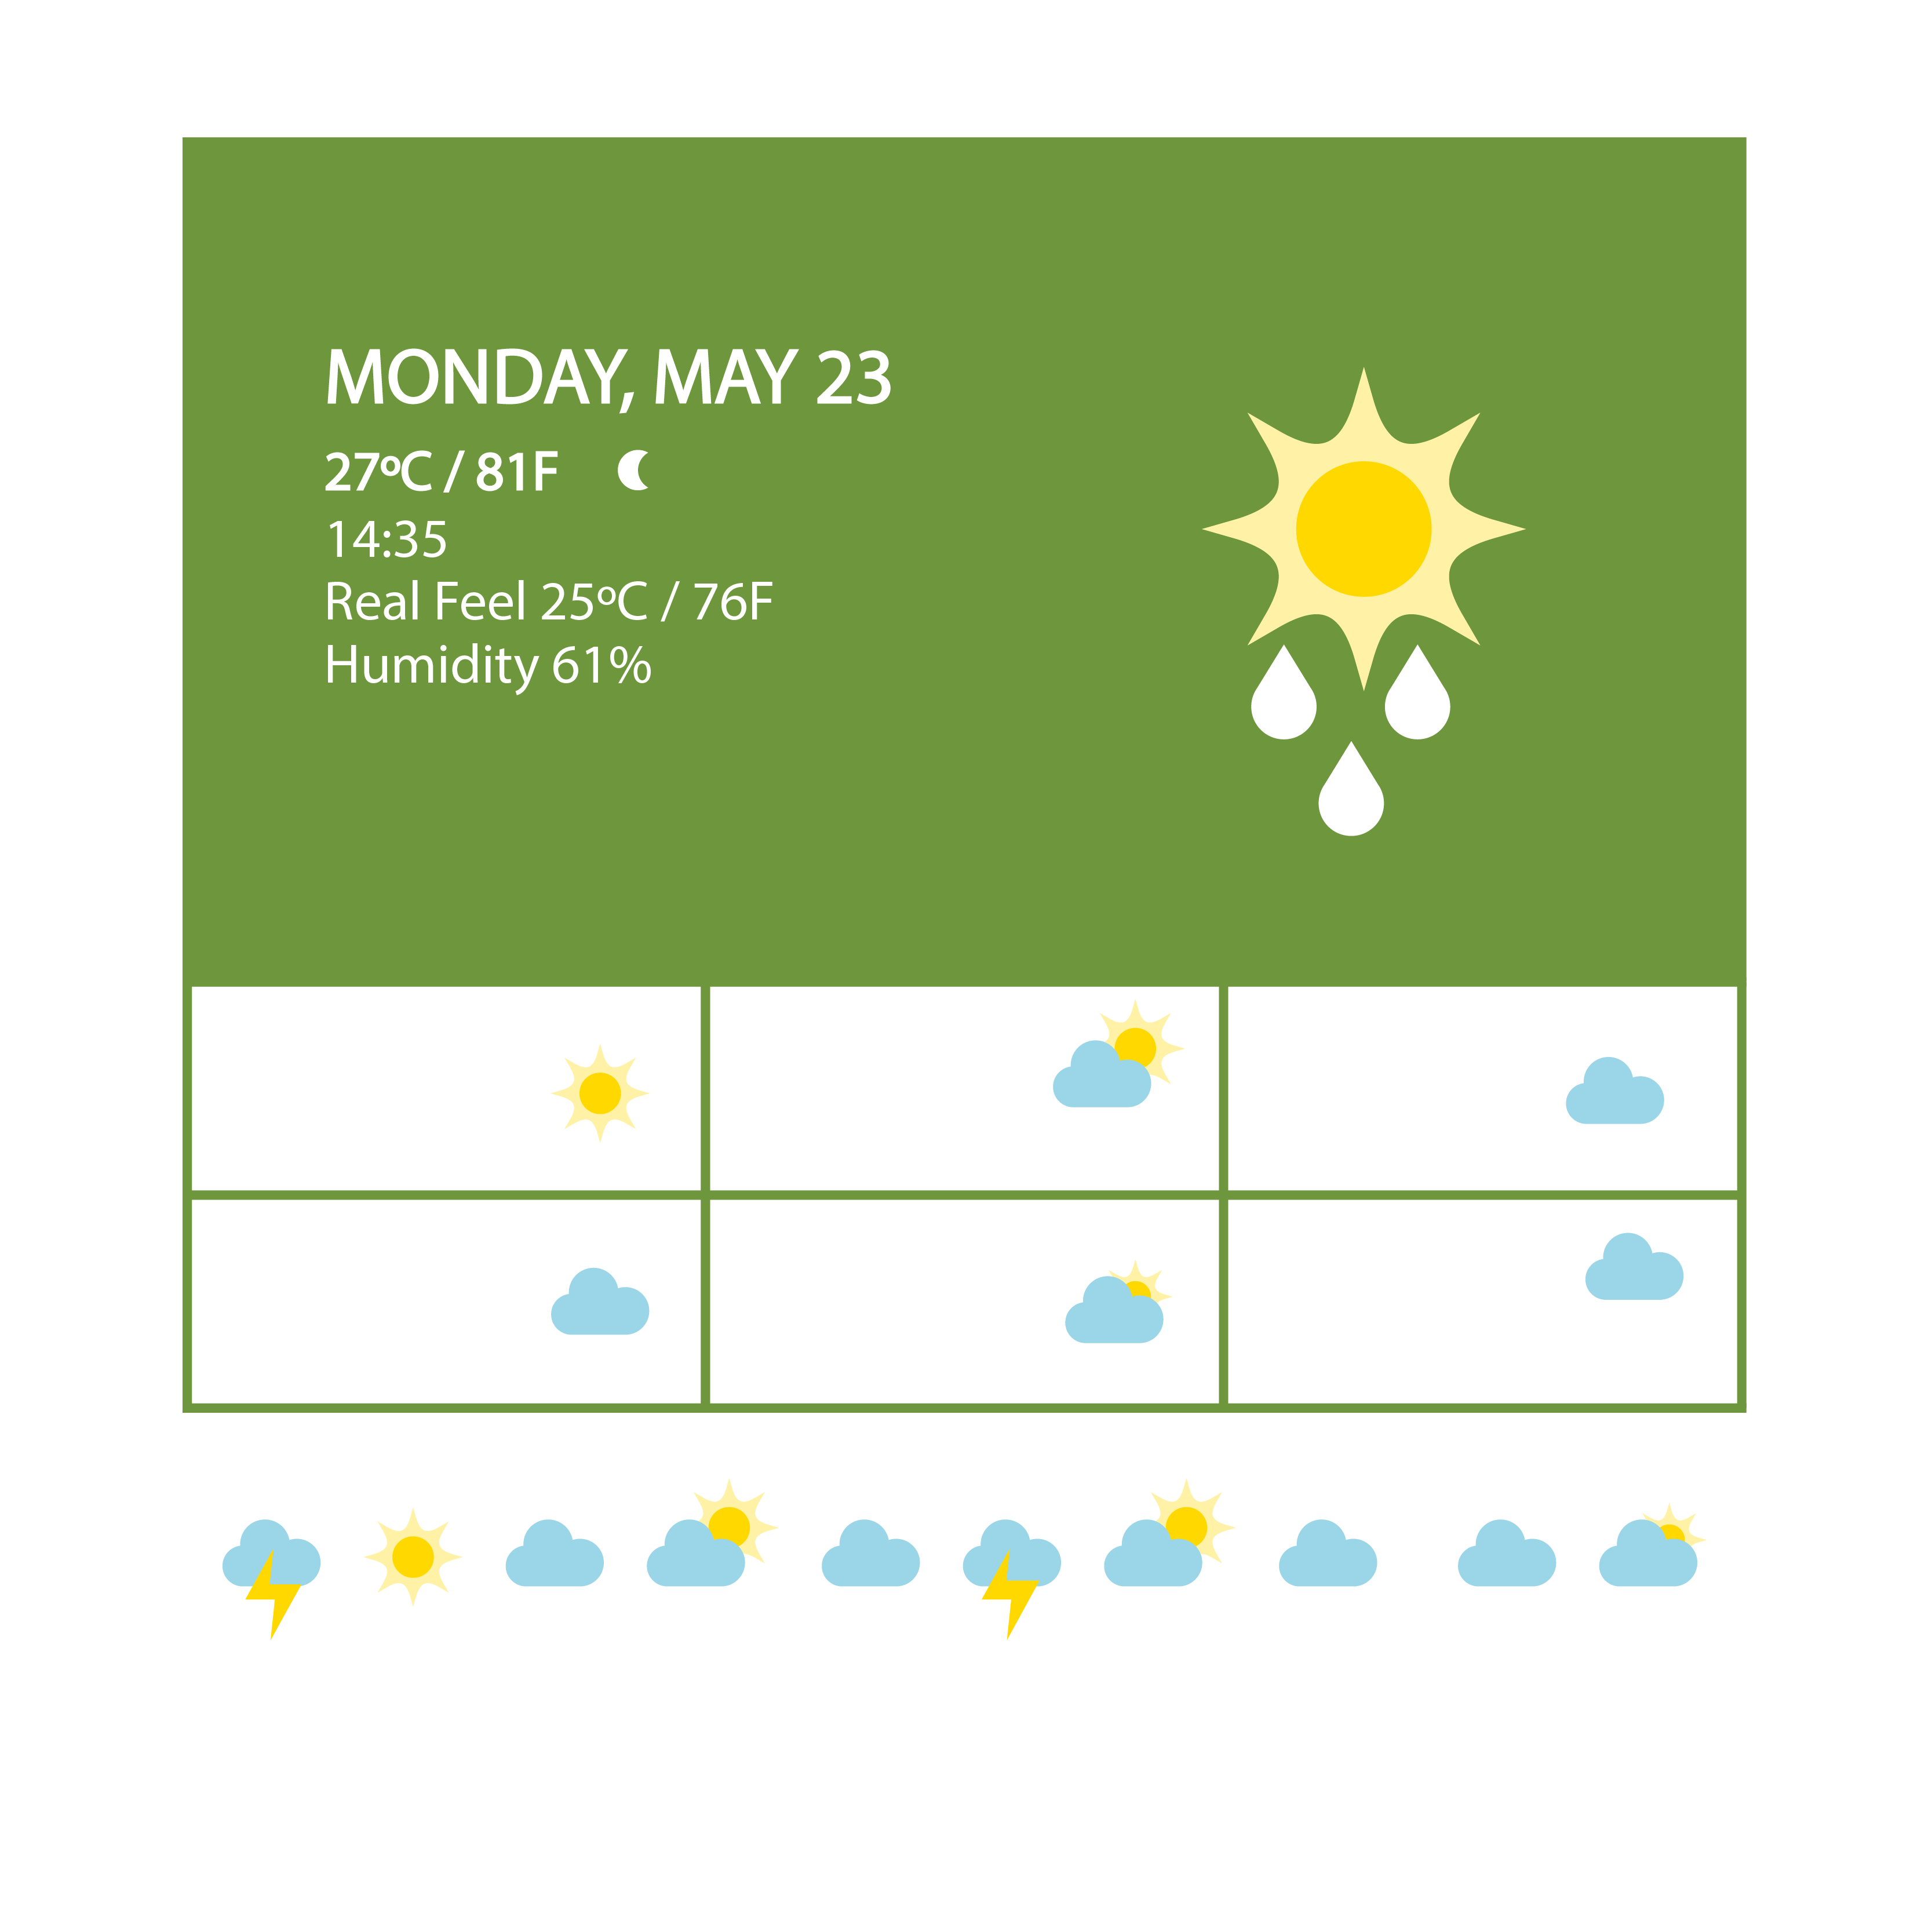 MONDAY, MAY 23
27ºC / 81F
14:35
Real Feel 25ºC / 76F
Humidity 61%